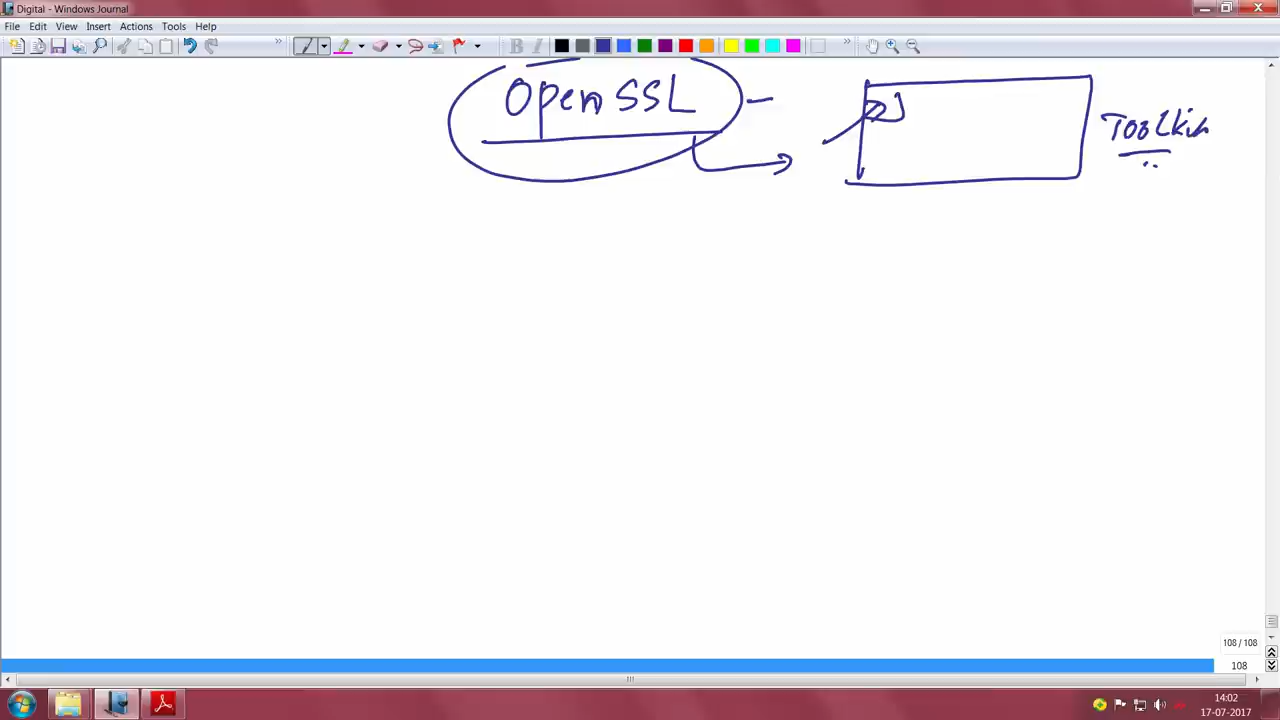 Digital - Windows Journal
File Edit View Insert Actions Tools Help
B I
OpenSSL
Toolkin
108 / 108
108
14:02
17-07-2017